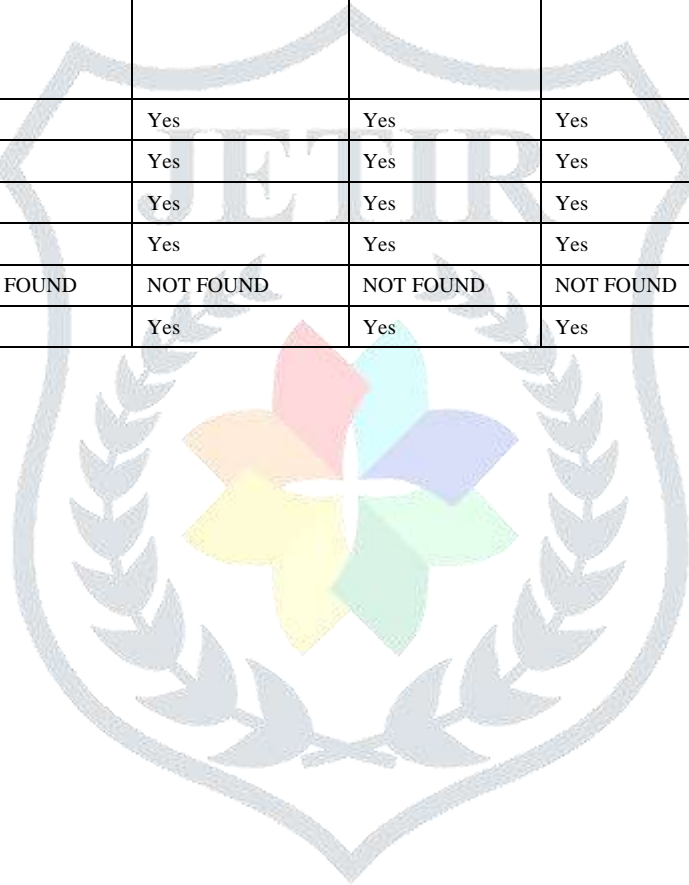 Yes Yes Yes
JETIR
Yes Yes Yes
Yes Yes Yes
Yes Yes Yes
FOUND NOT FOUND NOT FOUND NOT FOUND
Yes Yes Yes